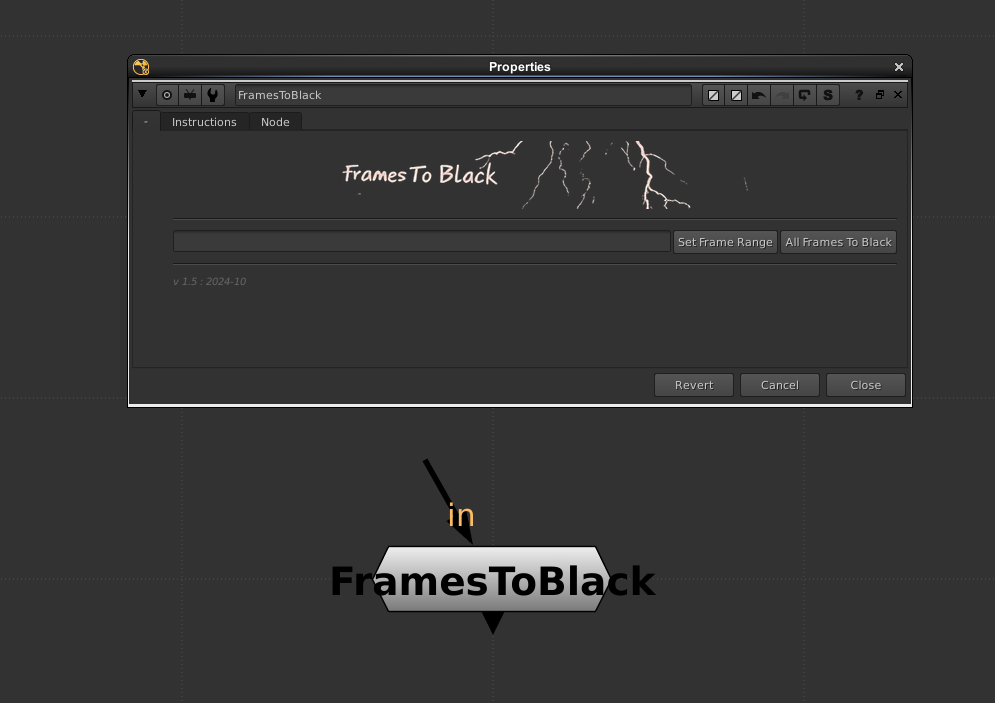 Properties
FramesToBlack
S ?
- Instructions Node
Frames To Black
Set Frame Range All Frames To Black
v 1.5 : 2024-10
Revert Cancel Close
in
FramesToBlack